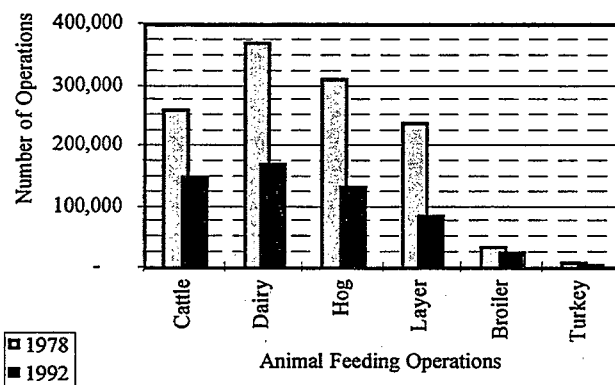 400,000
300,000
200,000
100,000
-
Number of Operations
Cattle
Dairy
Hog
Layer
Broiler
Turkey
Animal Feeding Operations
1978
1992